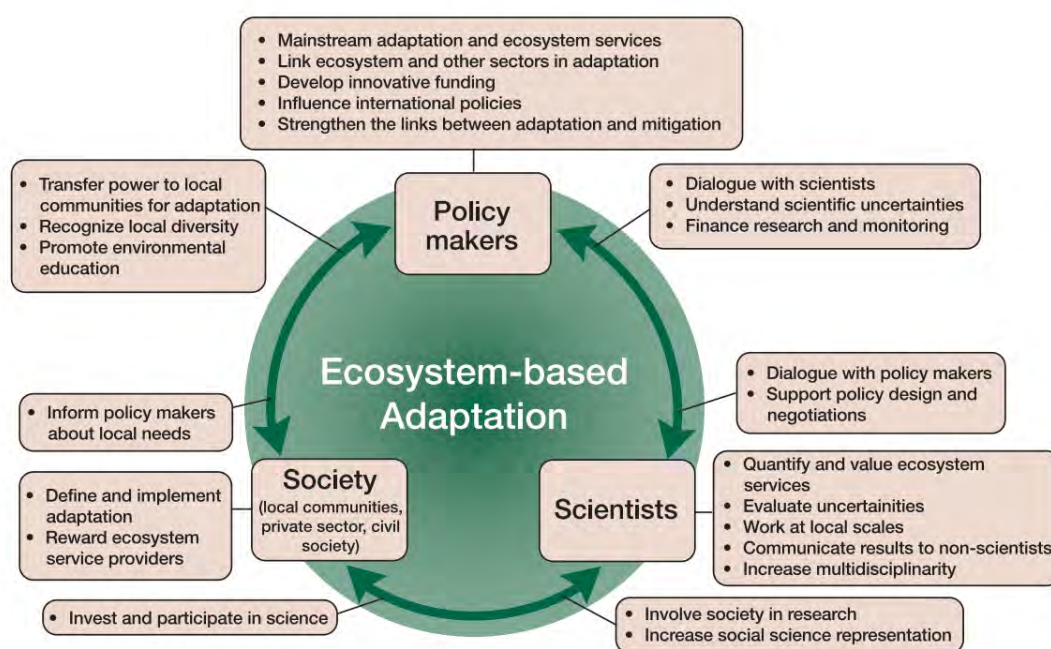 • Mainstream adaptation and ecosystem services
• Link ecosystem and other sectors in adaptation
• Develop innovative funding
• Influence international policies
• Strengthen the links between adaptation and mitigation
• Transfer power to local
communities for adaptation
• Recognize local diversity
• Promote environmental
education
Policy
makers
• Dialogue with scientists
• Understand scientific uncertainties
• Finance research and monitoring
Ecosystem-based
Adaptation
• Dialogue with policy makers
• Support policy design and
negotiations
• Inform policy makers
about local needs
• Define and implement
adaptation
• Reward ecosystem
service providers
Society
(local communities,
private sector, civil
society)
Scientists
• Quantify and value ecosystem
services
• Evaluate uncertainities
• Work at local scales
• Communicate results to non-scientists
• Increase multidisciplinarity
• Invest and participate in science
• Involve society in research
• Increase social science representation